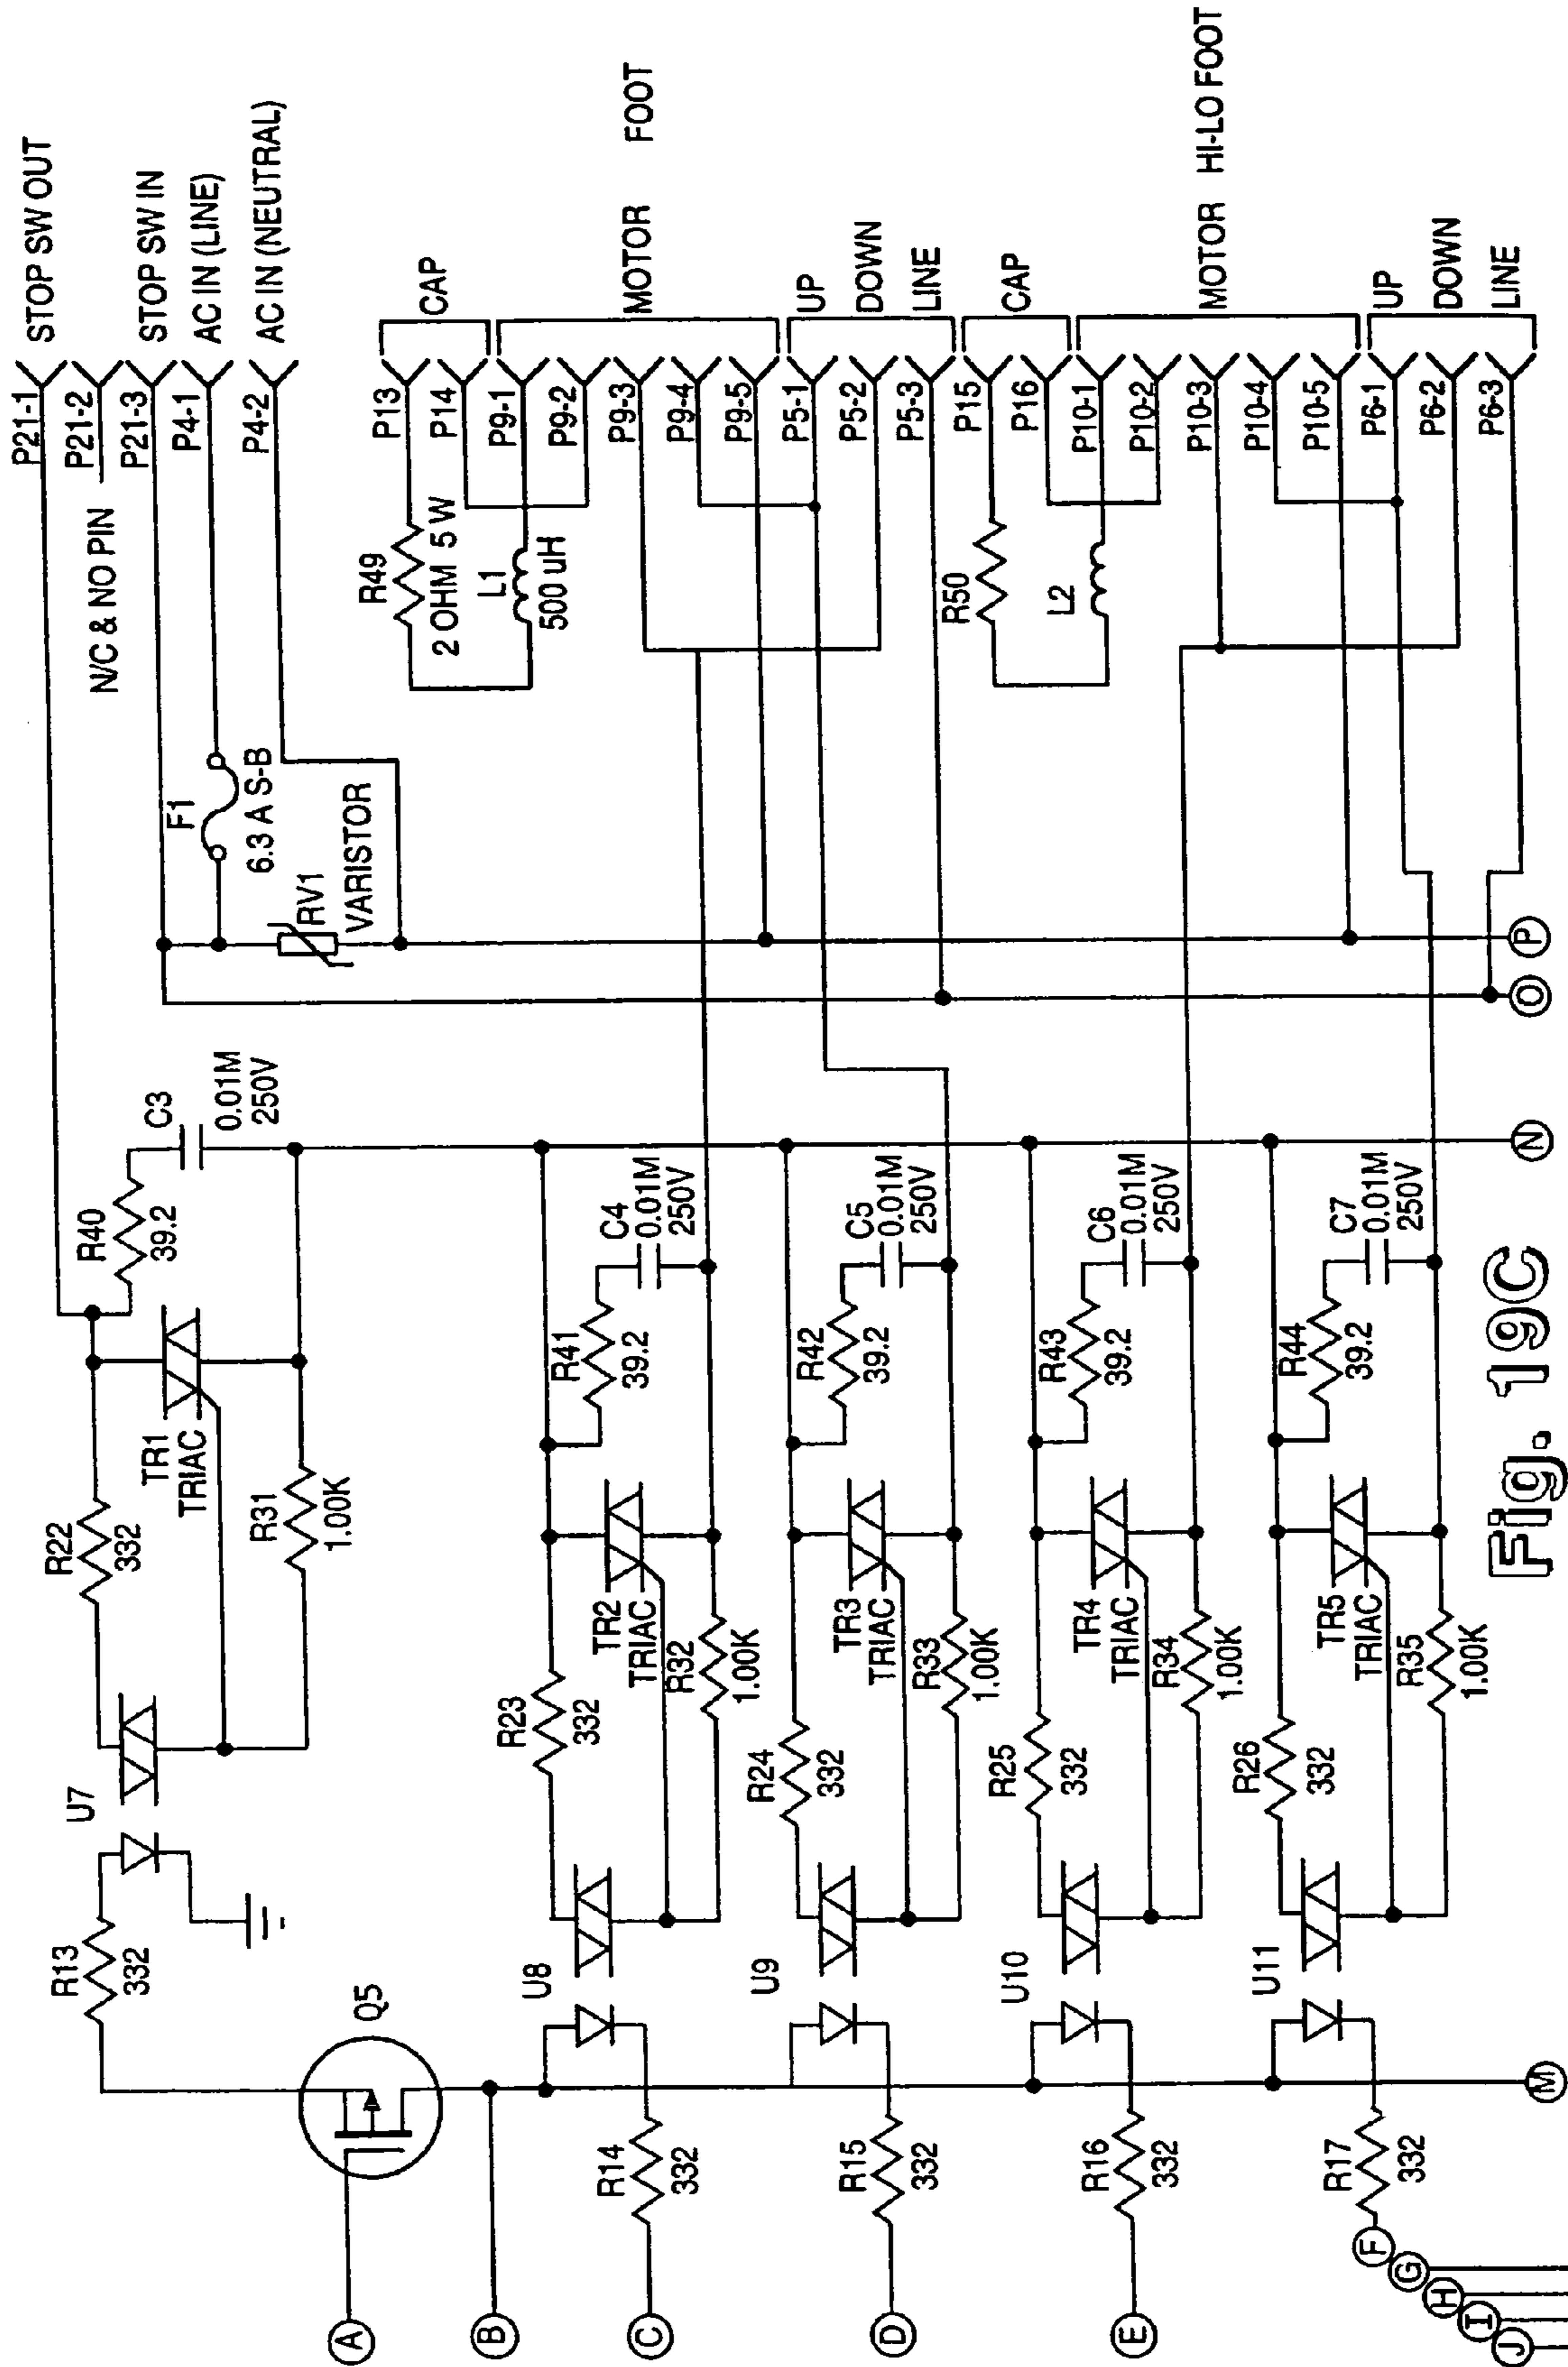 P21-1 STOP SW OUT
P21-2
N/C & NO PIN
P21-3 STOP SW IN
P4-1 AC IN (LINE)
P4-2 AC IN (NEUTRAL)
F1
6.3 A S-B
RV1
VARISTOR
P13
P14
CAP
R49
2 OHM 5 W
L1
500 uH
P9-1
P9-2
P9-3
P9-4
P9-5
MOTOR FOOT
P5-1 UP
P5-2 DOWN
P5-3 LINE
P15
P16
CAP
R50
L2
P10-1
P10-2
P10-3
P10-4
P10-5
MOTOR HI-LO FOOT
P6-1 UP
P6-2 DOWN
P6-3 LINE
A
Q5
R13
332
U7
R22
332
TR1
TRIAC
R31
1.00K
R40
39.2
C3
0.01M
250V
B
C
R14
332
U8
R23
332
TR2
TRIAC
R32
1.00K
R41
39.2
C4
0.01M
250V
D
R15
332
U9
R24
332
TR3
TRIAC
R33
1.00K
R42
39.2
C5
0.01M
250V
E
R16
332
U10
R25
332
TR4
TRIAC
R34
1.00K
R43
39.2
C6
0.01M
250V
F
R17
332
U11
R26
332
TR5
TRIAC
R35
1.00K
R44
39.2
C7
0.01M
250V
G
H
I
J
M
N
O
P
Fig. 19C